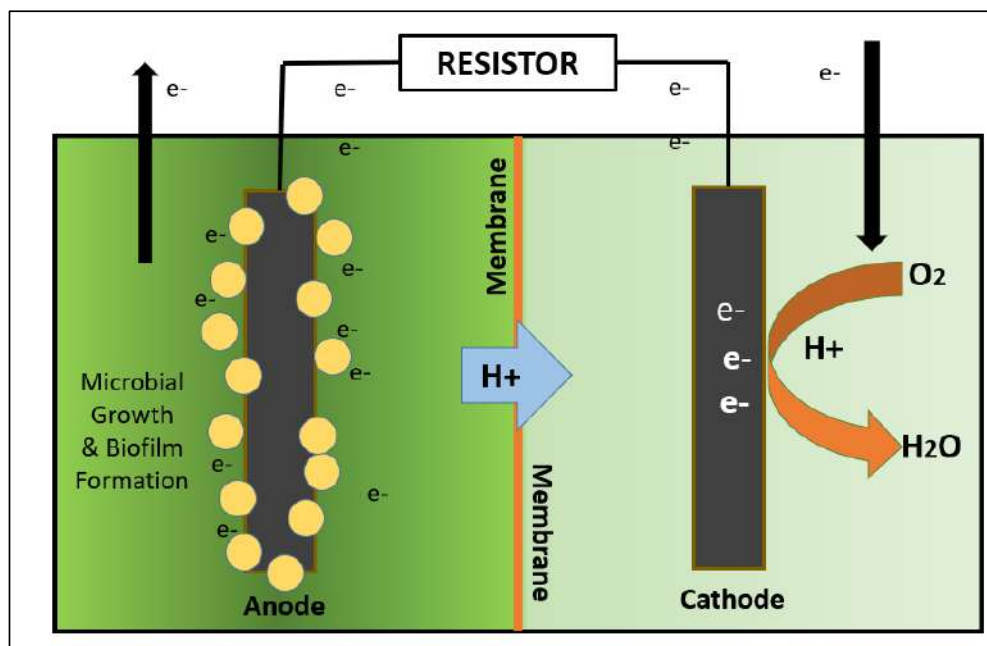 RESISTOR
e-
e-
e-
e-
e-
e-
Membrane
e-
e-
e-
O2
e-
e-
H+
e-
e-
H+
Microbial
Growth
& Biofilm
Formation
e-
H2O
e-
e-
e-
Membrane
Anode
Cathode